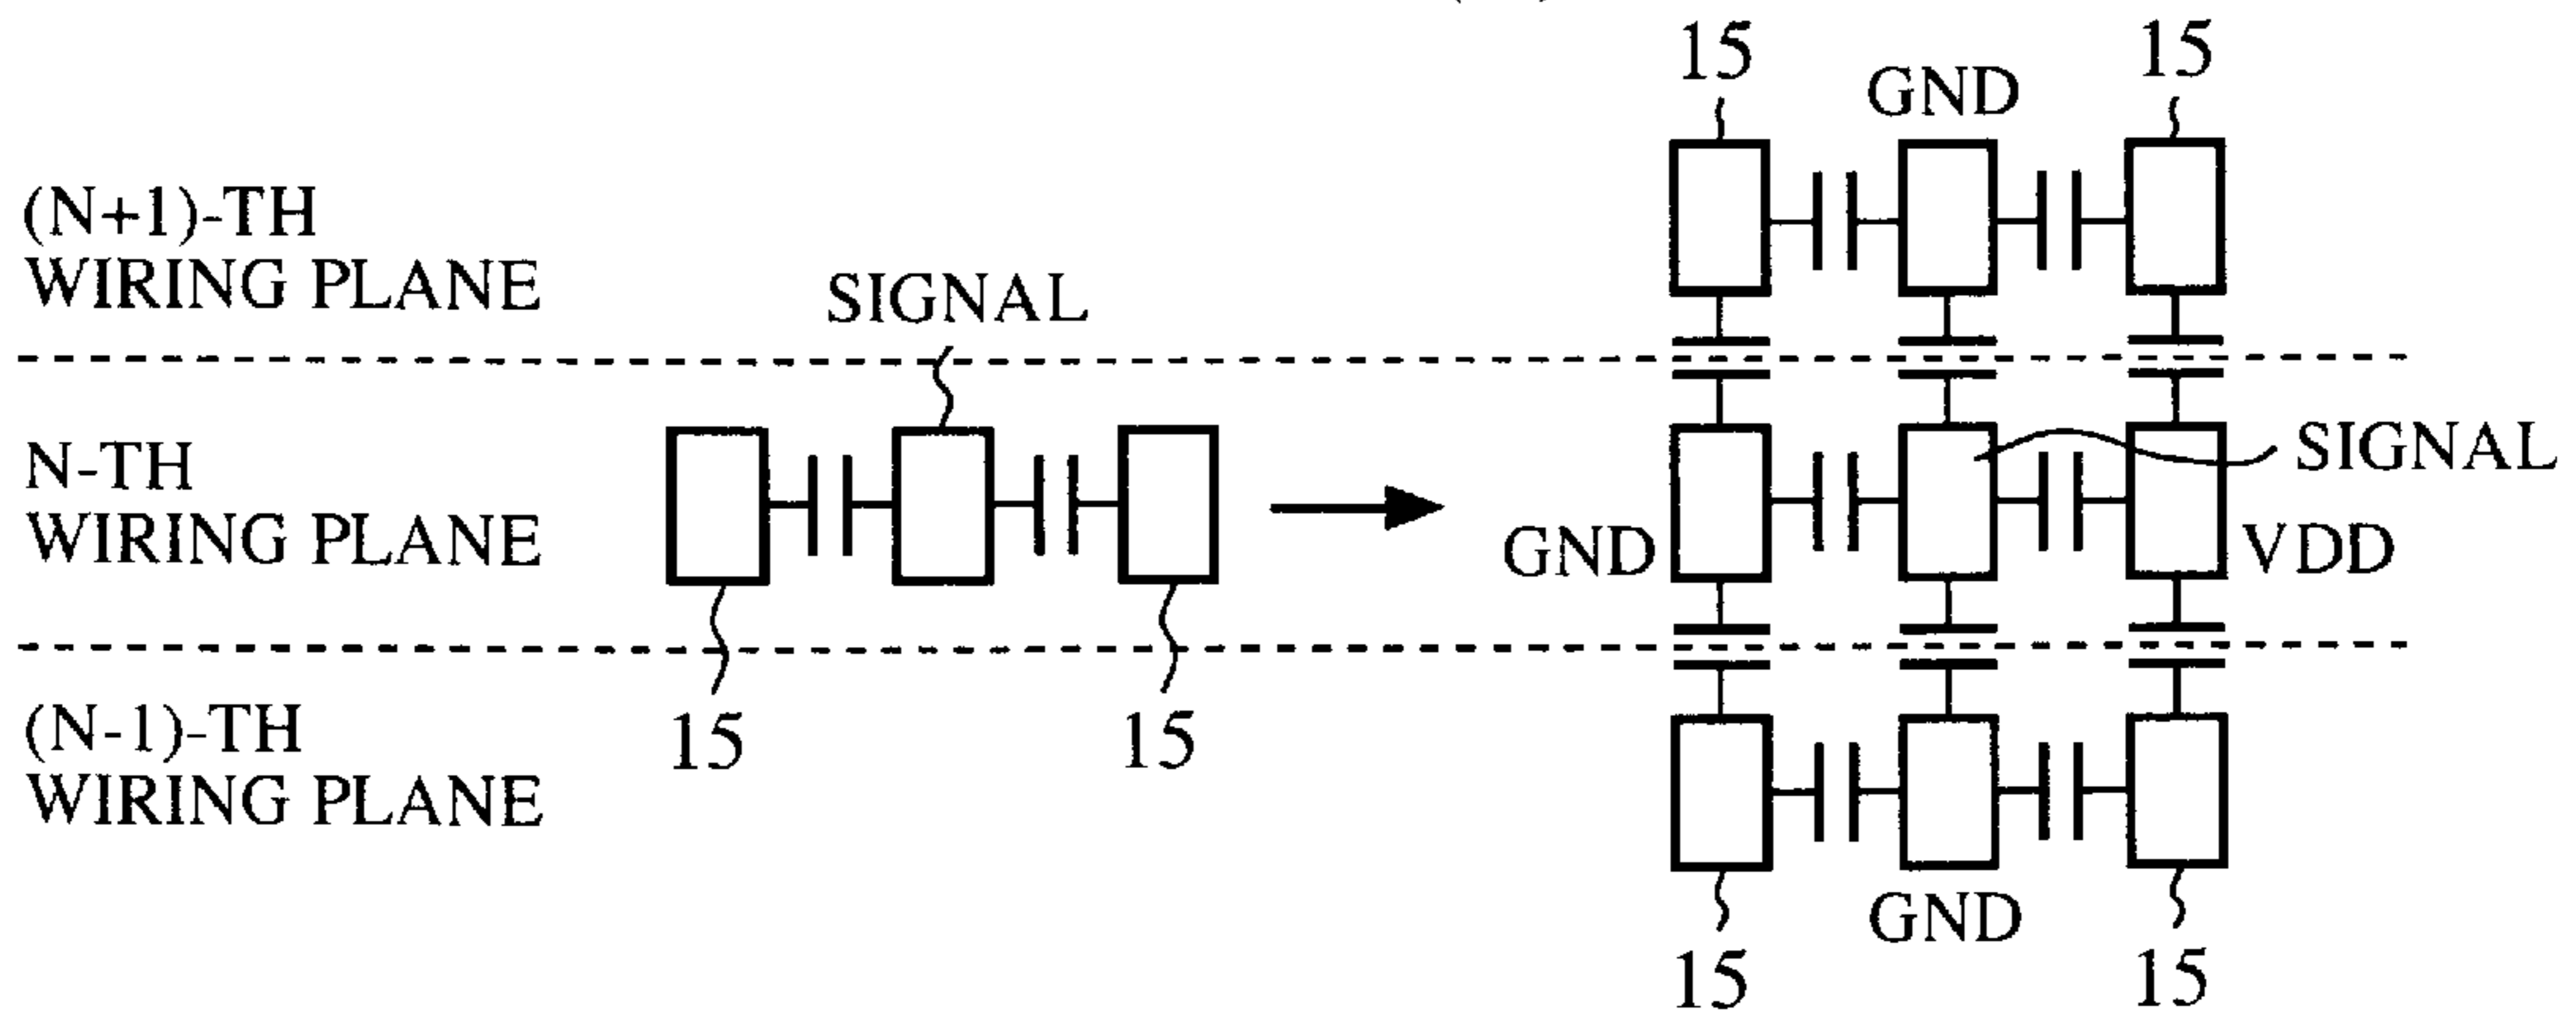 15
15
GND
(N+1)-TH
WIRING PLANE
SIGNAL
N-TH
WIRING PLANE
SIGNAL
GND
VDD
(N-1)-TH
WIRING PLANE
15
15
GND
15
15